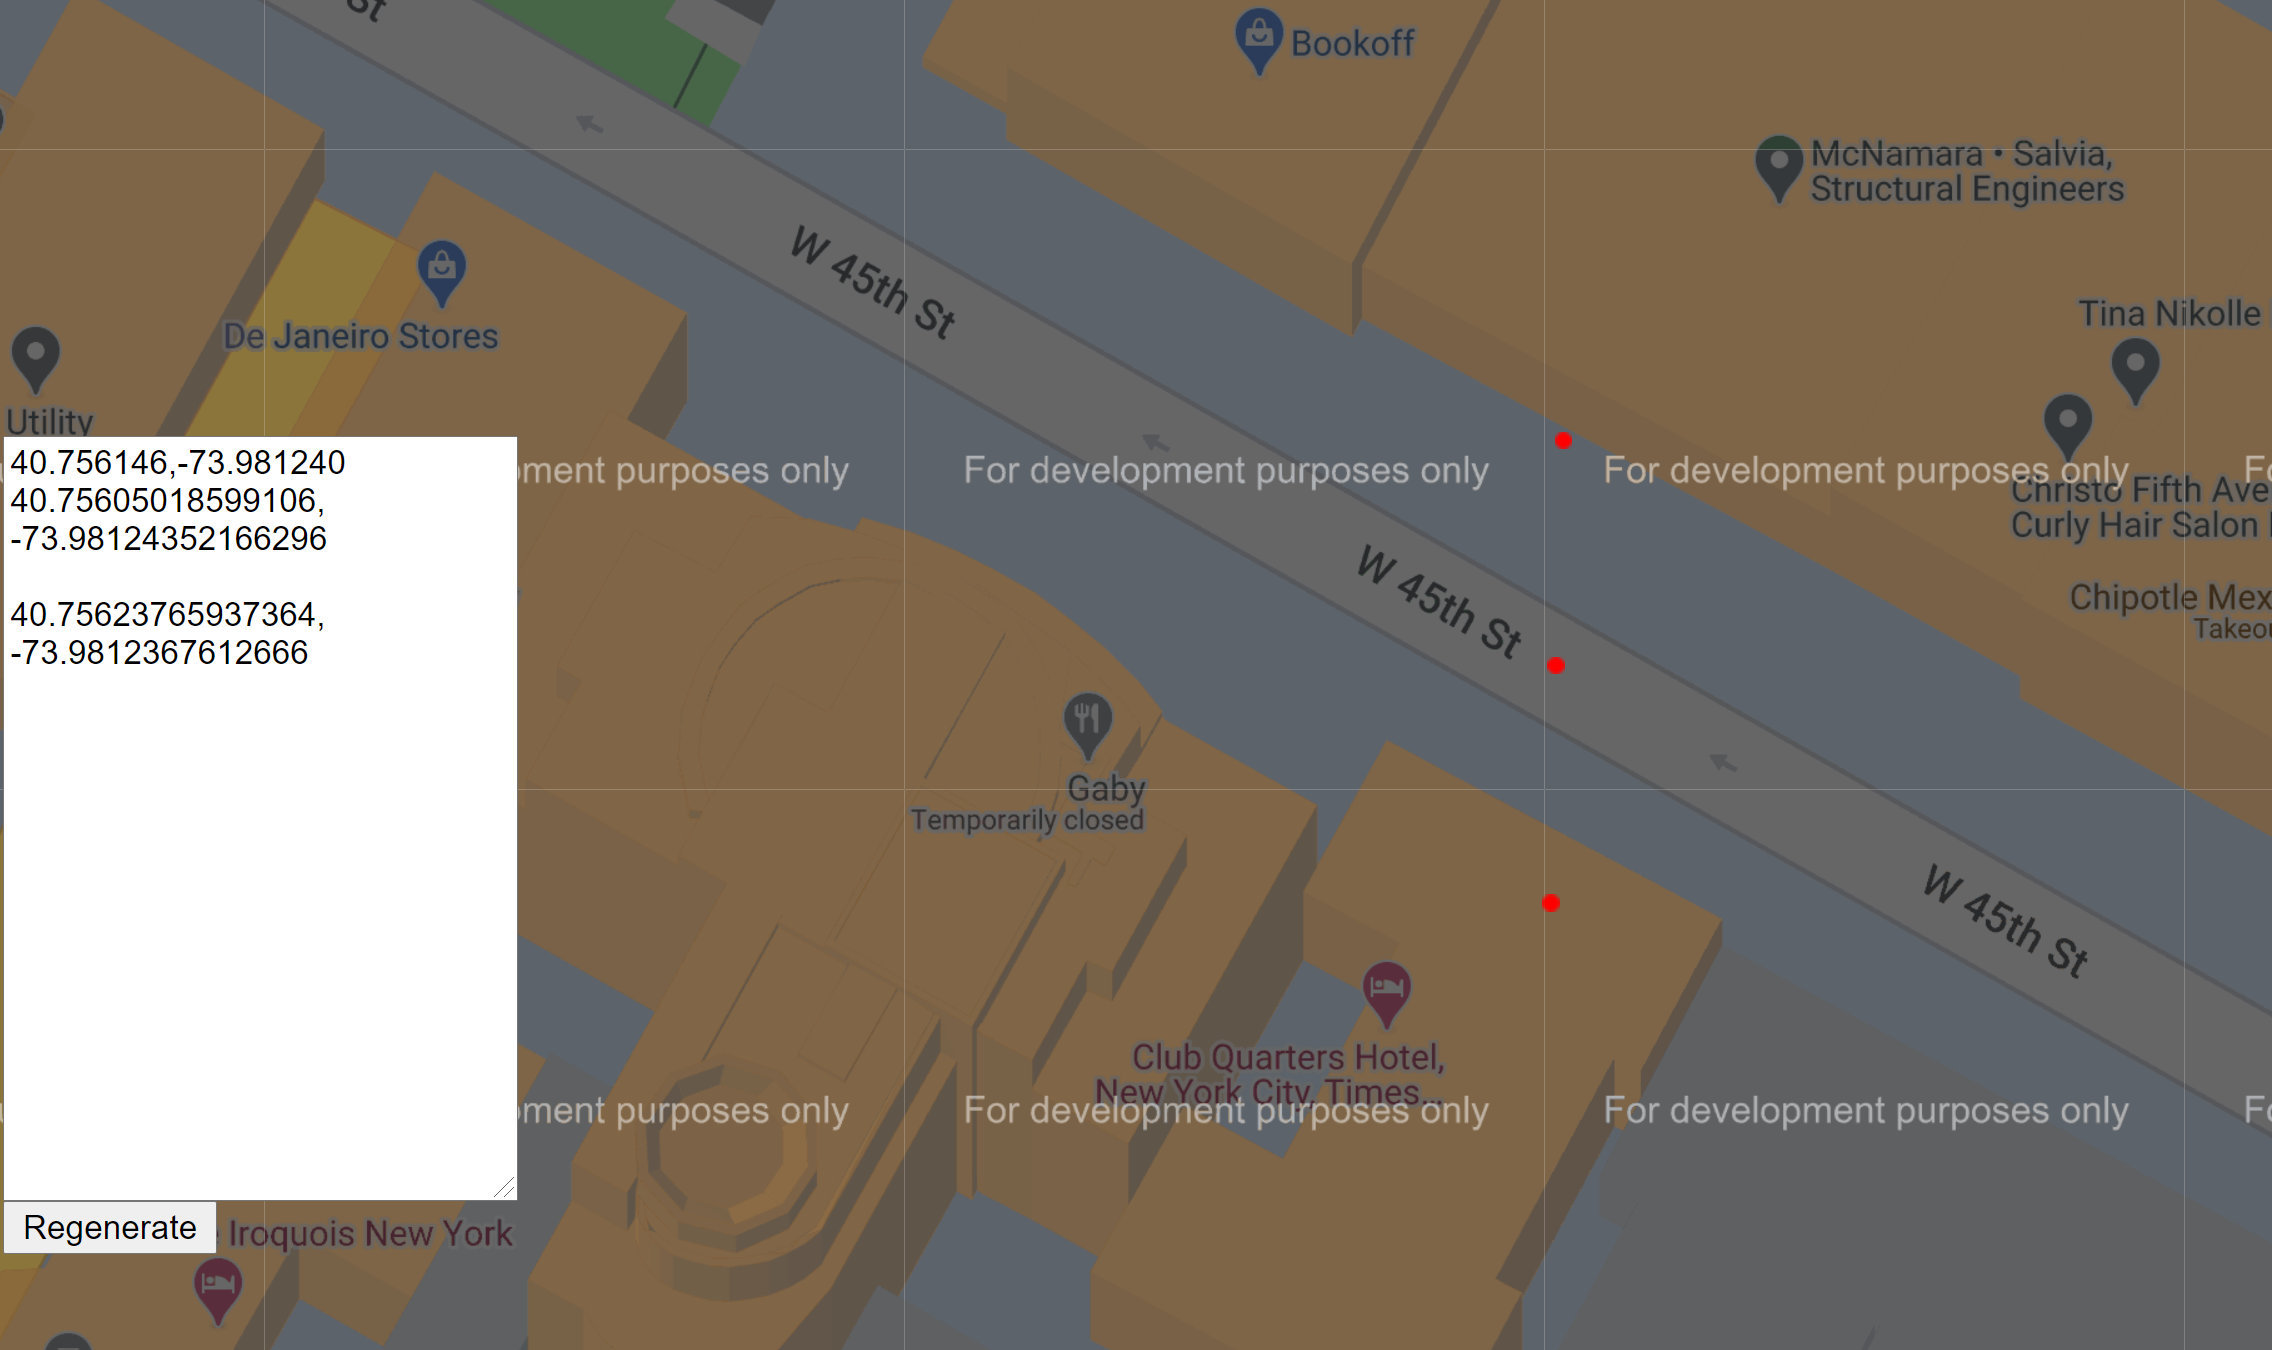 St
Bookoff
McNamara • Salvia,
Structural Engineers
W 45th St
Tina Nikolle
De Janeiro Stores
Utility
40.756146,-73.981240
40.75605018599106,
-73.98124352166296
40.75623765937364,
-73.9812367612666
purposes only
For development purposes only
For development purposes only
Christo Fifth Ave
Curly Hair Salon
W 45th St
Chipotle Mex
Takeou
Gaby
Temporarily closed
W 45th St
Club Quarters Hotel,
New York City, Times...
purposes only
For development purposes only
For development purposes only
Regenerate
Iroquois New York